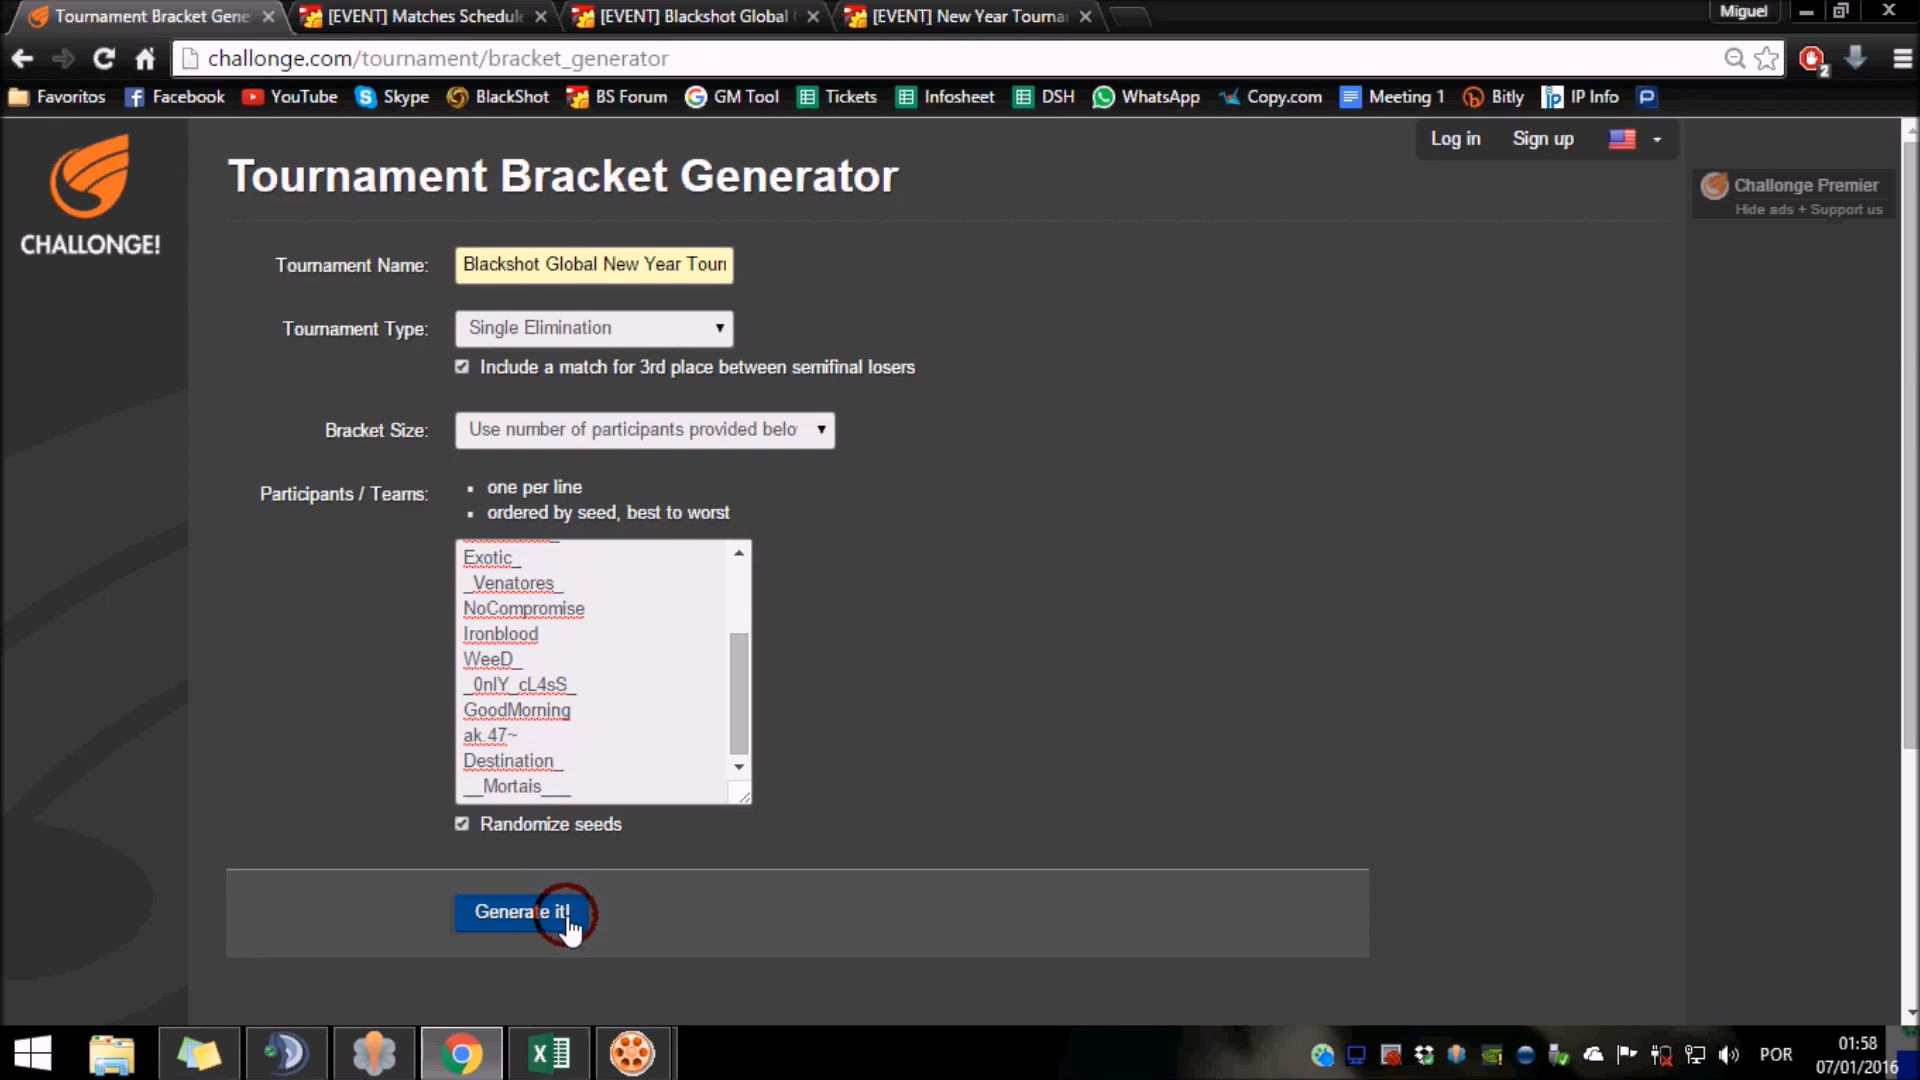 Tournament Bracket Gene
[EVENT] Matches Schedule
[EVENT] Blackshot Global
[EVENT] New Year Tourna
Miguel
challonge.com/tournament/bracket_generator
2
Favoritos
Facebook
YouTube
Skype
BlackShot
BS Forum
GM Tool
Tickets
Infosheet
DSH
WhatsApp
Copy.com
Meeting 1
Bitly
IP Info
CHALLONGE!
Log in
Sign up
Challonge Premier
Hide ads + Support us
Tournament Bracket Generator
Tournament Name:
Blackshot Global New Year Tourn
Tournament Type:
Single Elimination
Include a match for 3rd place between semifinal losers
Bracket Size:
Use number of participants provided belo
Participants / Teams:
one per line
ordered by seed, best to worst
Exotic_
_Venatores_
NoCompromise
Ironblood
WeeD_
_0nlY_cL4sS_
GoodMorning
ak.47~
Destination_
__Mortais___
Randomize seeds
Generate it!
POR
01:58
07/01/2016